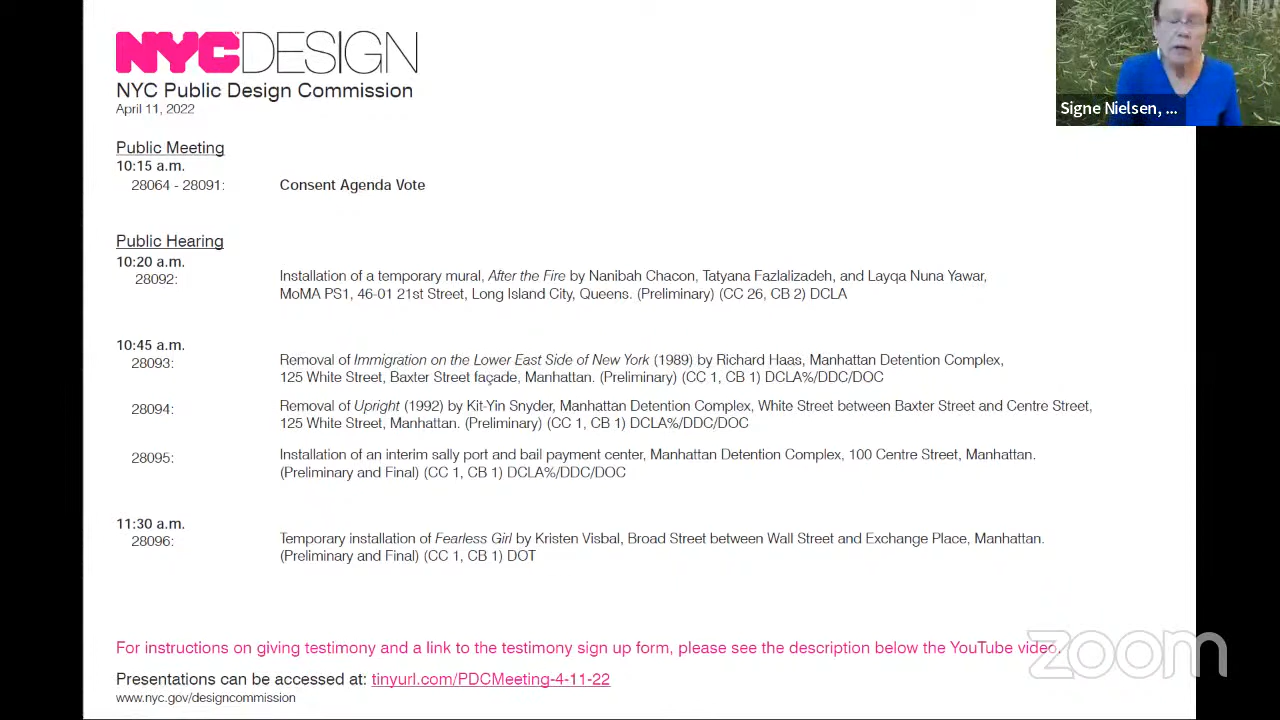 NYCDESIGN
NYC Public Design Commission
April 11, 2022
Signe Nielsen, ...
Public Meeting
10:15 a.m.
28064 - 28091: Consent Agenda Vote
Public Hearing
10:20 a.m.
28092: Installation of a temporary mural, After the Fire by Nanibah Chacon, Tatyana Fazlalizadeh, and Layqa Nuna Yawar,
MoMA PS1, 46-01 21st Street, Long Island City, Queens. (Preliminary) (CC 26, CB 2) DCLA
10:45 a.m.
28093: Removal of Immigration on the Lower East Side of New York (1989) by Richard Haas, Manhattan Detention Complex,
125 White Street, Baxter Street façade, Manhattan. (Preliminary) (CC 1, CB 1) DCLA%/DDC/DOC
28094: Removal of Upright (1992) by Kit-Yin Snyder, Manhattan Detention Complex, White Street between Baxter Street and Centre Street,
125 White Street, Manhattan. (Preliminary) (CC 1, CB 1) DCLA%/DDC/DOC
28095: Installation of an interim sally port and bail payment center, Manhattan Detention Complex, 100 Centre Street, Manhattan.
(Preliminary and Final) (CC 1, CB 1) DCLA%/DDC/DOC
11:30 a.m.
28096: Temporary installation of Fearless Girl by Kristen Visbal, Broad Street between Wall Street and Exchange Place, Manhattan.
(Preliminary and Final) (CC 1, CB 1) DOT
For instructions on giving testimony and a link to the testimony sign up form, please see the description below the YouTube video.
Presentations can be accessed at: tinyurl.com/PDCMeeting-4-11-22
www.nyc.gov/designcommission
zoom